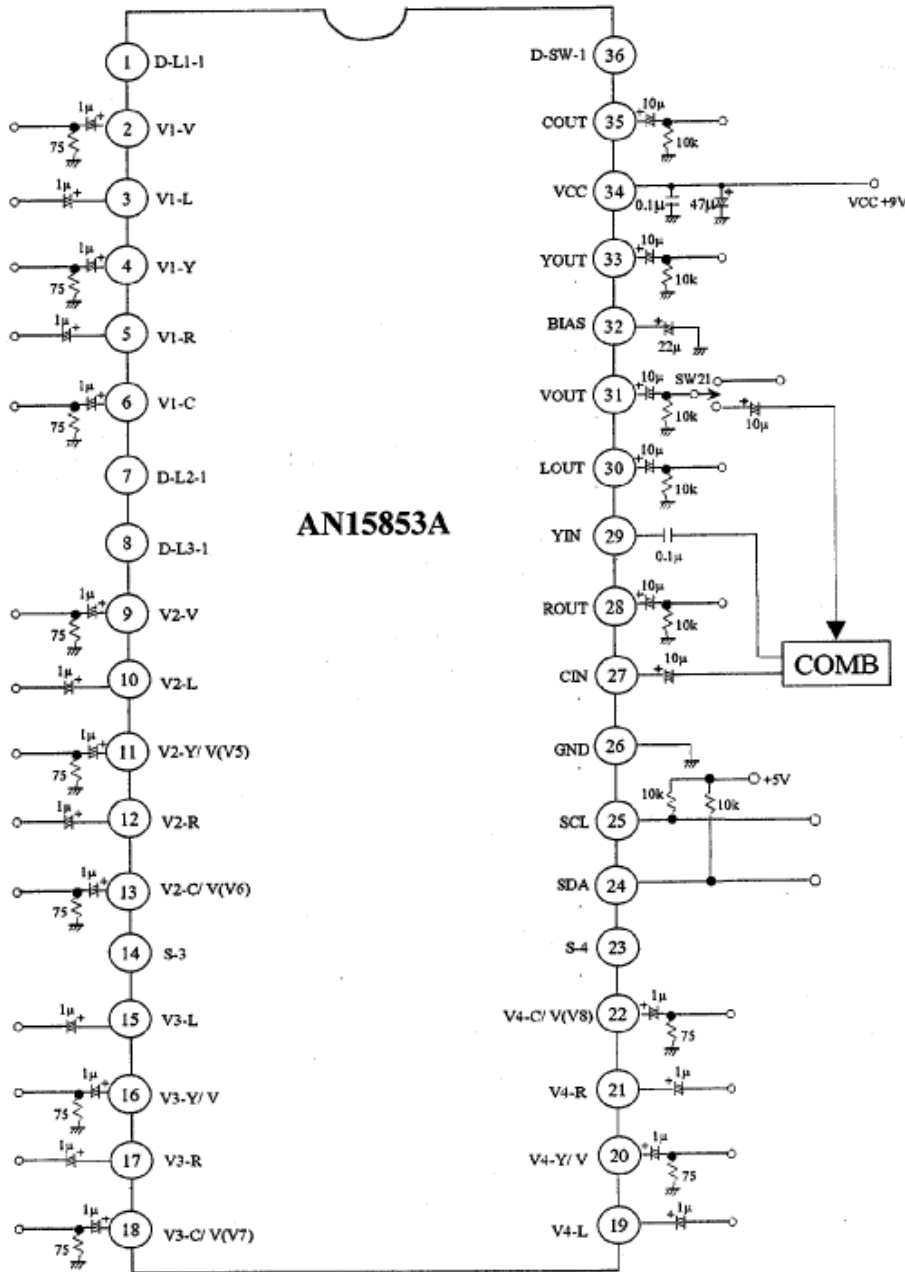 1 D-L1-1
1μ + 2 V1-V
75
1μ + 3 V1-L
1μ + 4 V1-Y
75
1μ + 5 V1-R
1μ + 6 V1-C
75
7 D-L2-1
8 D-L3-1
1μ + 9 V2-V
75
1μ + 10 V2-L
1μ + 11 V2-Y/ V(V5)
75
1μ + 12 V2-R
1μ + 13 V2-C/ V(V6)
75
14 S-3
1μ + 15 V3-L
1μ + 16 V3-Y/ V
75
1μ + 17 V3-R
1μ + 18 V3-C/ V(V7)
75
AN15853A
D-SW-1 36
COUT 35 + 10μ
10k
VCC 34 0.1μ 47μ +
VCC +9V
YOUT 33 + 10μ
10k
BIAS 32 +
22μ
VOUT 31 + 10μ SW21
10k + 10μ
LOUT 30 + 10μ
10k
YIN 29
0.1μ
ROUT 28 + 10μ
10k
COMB
CIN 27 + 10μ
GND 26
+5V
10k 10k
SCL 25
SDA 24
S-4 23
V4-C/ V(V8) 22 + 1μ
75
V4-R 21 + 1μ
V4-Y/ V 20 + 1μ
75
V4-L 19 + 1μ